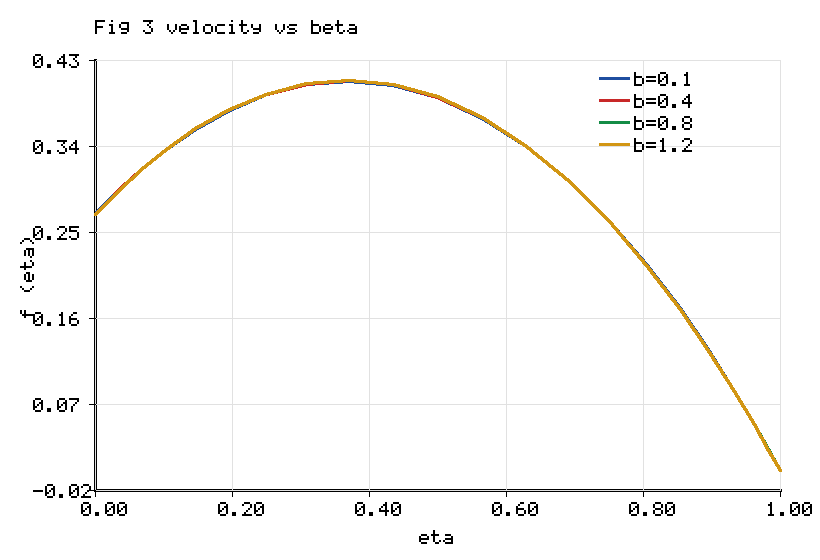 Fig 3 velocity vs beta
0.43
b=0.1
b=0.4
b=0.8
b=1.2
0.34
0.25
f (eta)
0.16
0.07
-0.02
0.00 0.20 0.40 0.60 0.80 1.00
eta